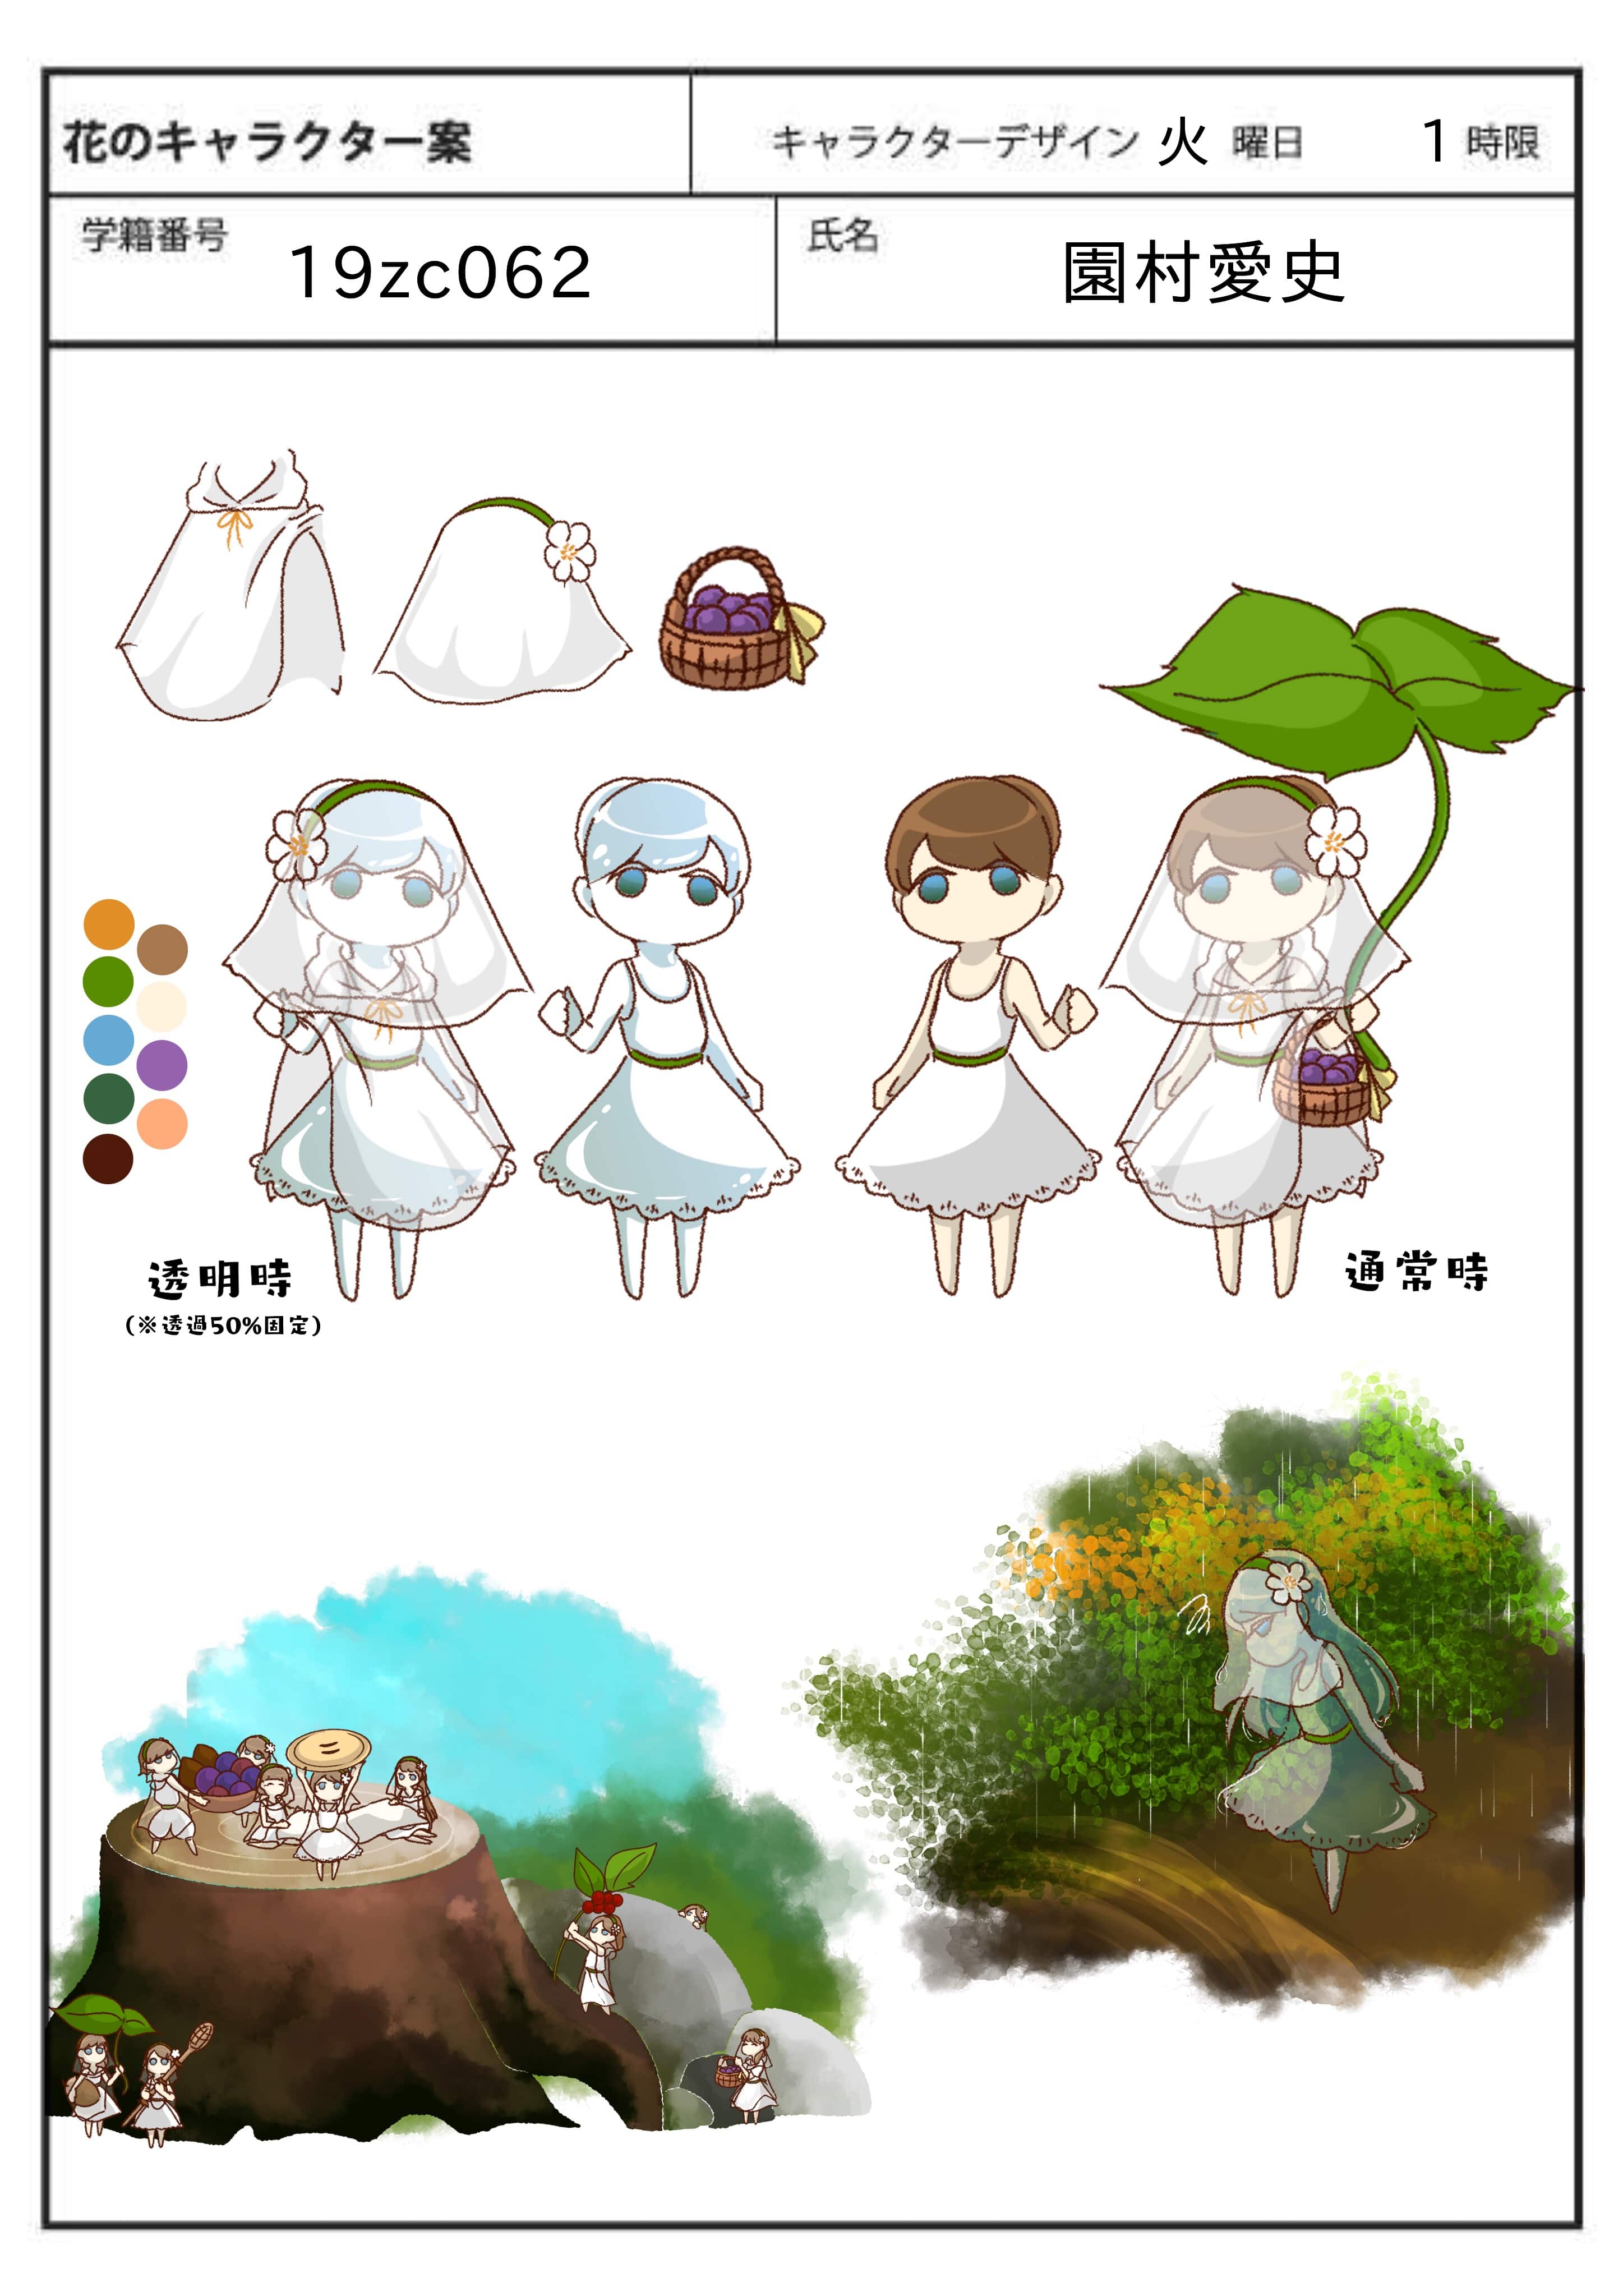 花のキャラクター案
キャラクターデザイン 火 曜日 1 時限
学籍番号 19zc062
氏名 園村愛史
透明時
(※透過50%固定)
通常時